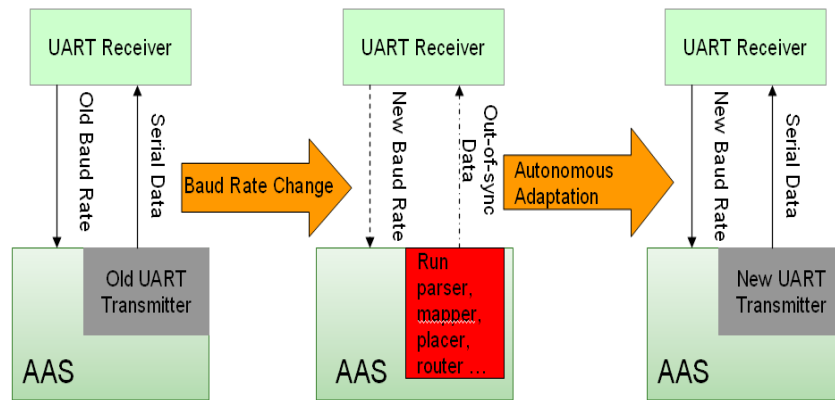 UART Receiver
Old Baud Rate
Serial Data
Old UART
Transmitter
AAS
Baud Rate Change
UART Receiver
New Baud Rate
Out-of-sync
Data
Run
parser,
mapper,
placer,
router ...
AAS
Autonomous
Adaptation
UART Receiver
New Baud Rate
Serial Data
New UART
Transmitter
AAS